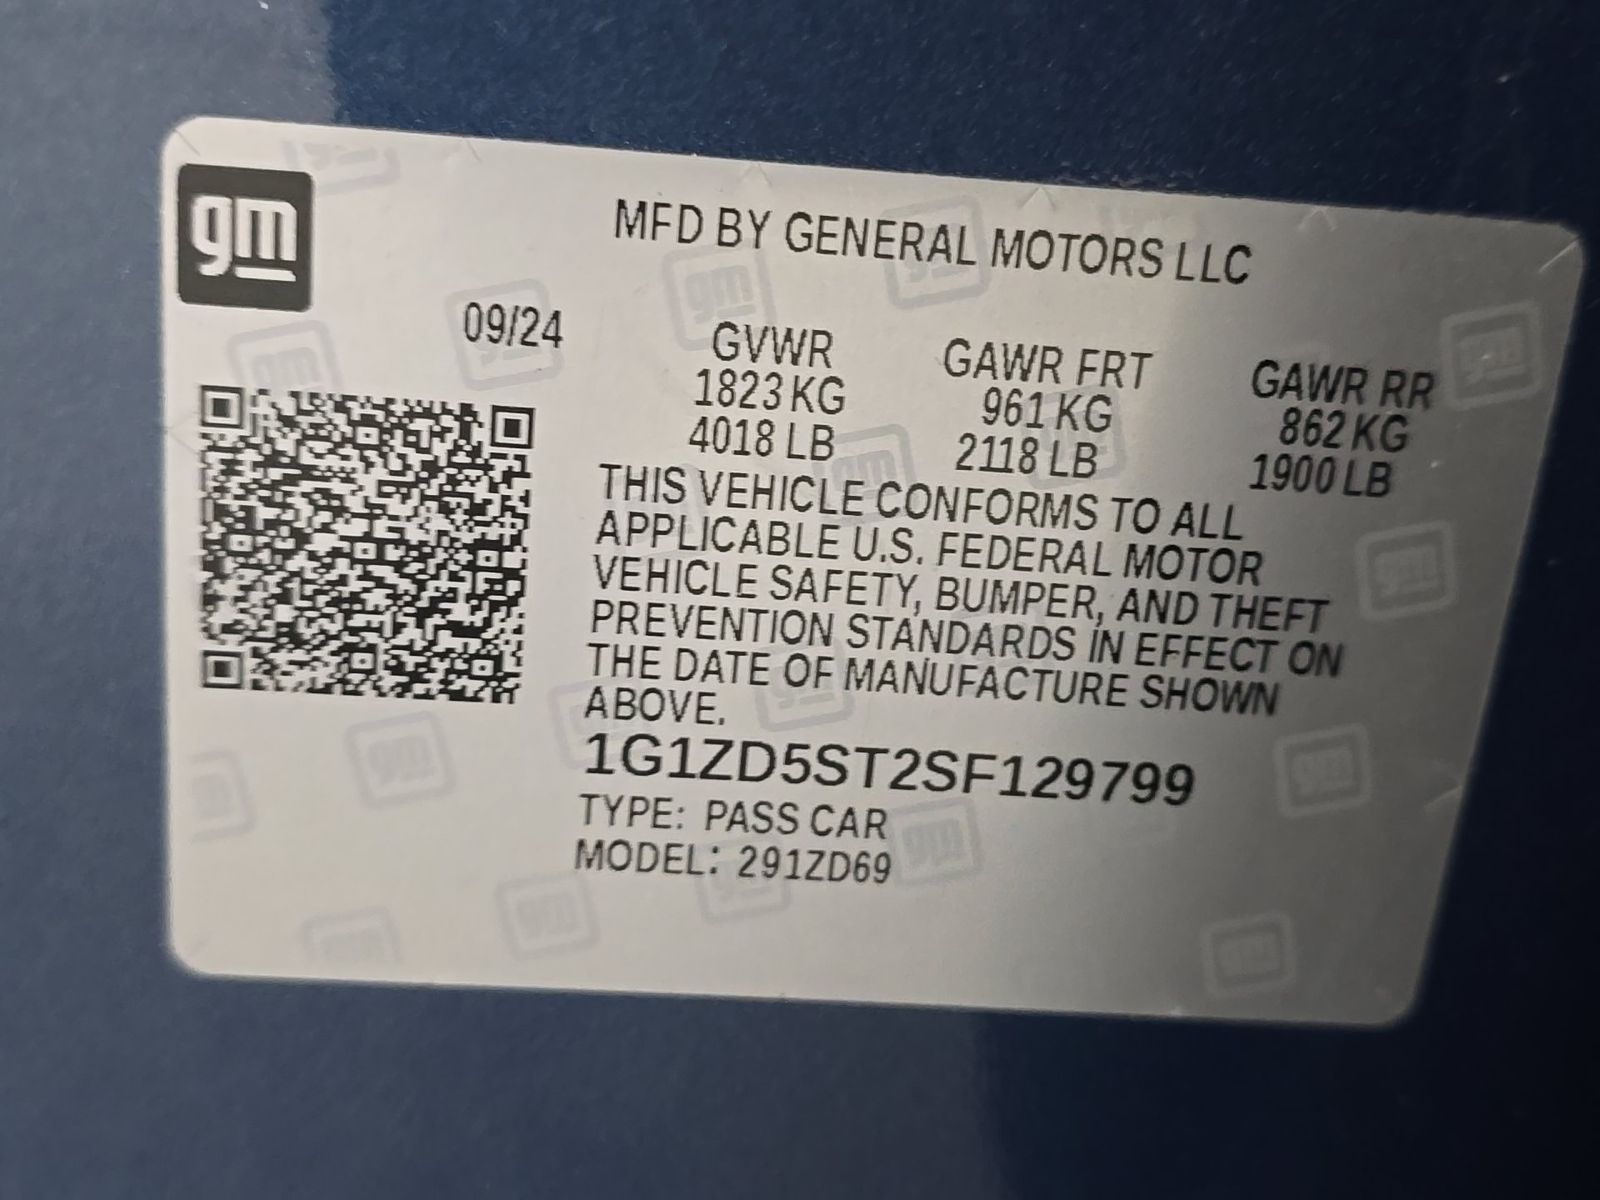 gm
MFD BY GENERAL MOTORS LLC
09/24
GVWR
1823 KG
4018 LB
GAWR FRT
961 KG
2118 LB
GAWR RR
862 KG
1900 LB
THIS VEHICLE CONFORMS TO ALL
APPLICABLE U.S. FEDERAL MOTOR
VEHICLE SAFETY, BUMPER, AND THEFT
PREVENTION STANDARDS IN EFFECT ON
THE DATE OF MANUFACTURE SHOWN
ABOVE.
1G1ZD5ST2SF129799
TYPE: PASS CAR
MODEL: 291ZD69